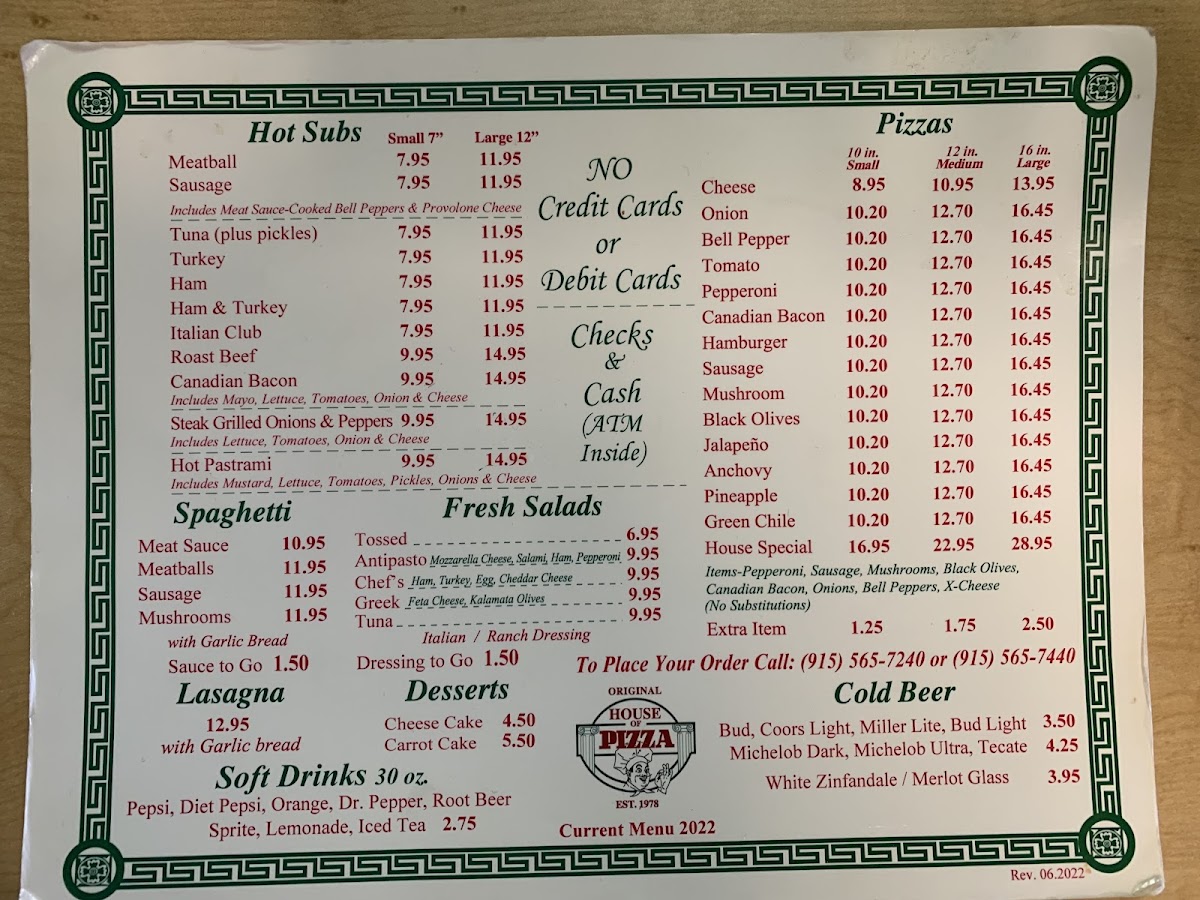 Hot Subs Small 7” Large 12”
Meatball 7.95 11.95
Sausage 7.95 11.95
Includes Meat Sauce-Cooked Bell Peppers & Provolone Cheese
Tuna (plus pickles) 7.95 11.95
Turkey 7.95 11.95
Ham 7.95 11.95
Ham & Turkey 7.95 11.95
Italian Club 7.95 11.95
Roast Beef 9.95 14.95
Canadian Bacon 9.95 14.95
Includes Mayo, Lettuce, Tomatoes, Onion & Cheese
Steak Grilled Onions & Peppers 9.95 14.95
Includes Lettuce, Tomatoes, Onion & Cheese
Hot Pastrami 9.95 14.95
Includes Mustard, Lettuce, Tomatoes, Pickles, Onions & Cheese
NO
Credit Cards
or
Debit Cards
Checks
&
Cash
(ATM
Inside)
Pizzas
10 in. 12 in. 16 in.
Small Medium Large
Cheese 8.95 10.95 13.95
Onion 10.20 12.70 16.45
Bell Pepper 10.20 12.70 16.45
Tomato 10.20 12.70 16.45
Pepperoni 10.20 12.70 16.45
Canadian Bacon 10.20 12.70 16.45
Hamburger 10.20 12.70 16.45
Sausage 10.20 12.70 16.45
Mushroom 10.20 12.70 16.45
Black Olives 10.20 12.70 16.45
Jalapeño 10.20 12.70 16.45
Anchovy 10.20 12.70 16.45
Pineapple 10.20 12.70 16.45
Green Chile 10.20 12.70 16.45
House Special 16.95 22.95 28.95
Items-Pepperoni, Sausage, Mushrooms, Black Olives,
Canadian Bacon, Onions, Bell Peppers, X-Cheese
(No Substitutions)
Extra Item 1.25 1.75 2.50
Spaghetti
Meat Sauce 10.95
Meatballs 11.95
Sausage 11.95
Mushrooms 11.95
with Garlic Bread
Sauce to Go 1.50
Fresh Salads
Tossed 6.95
Antipasto Mozzarella Cheese, Salami, Ham, Pepperoni 9.95
Chef's Ham, Turkey, Egg, Cheddar Cheese 9.95
Greek Feta Cheese, Kalamata Olives 9.95
Tuna 9.95
Italian / Ranch Dressing
Dressing to Go 1.50
To Place Your Order Call: (915) 565-7240 or (915) 565-7440
Lasagna
12.95
with Garlic bread
Desserts
Cheese Cake 4.50
Carrot Cake 5.50
Soft Drinks 30 oz.
Pepsi, Diet Pepsi, Orange, Dr. Pepper, Root Beer
Sprite, Lemonade, Iced Tea 2.75
ORIGINAL
HOUSE
OF
PIZZA
EST. 1978
Current Menu 2022
Cold Beer
Bud, Coors Light, Miller Lite, Bud Light 3.50
Michelob Dark, Michelob Ultra, Tecate 4.25
White Zinfandale / Merlot Glass 3.95
Rev. 06.2022